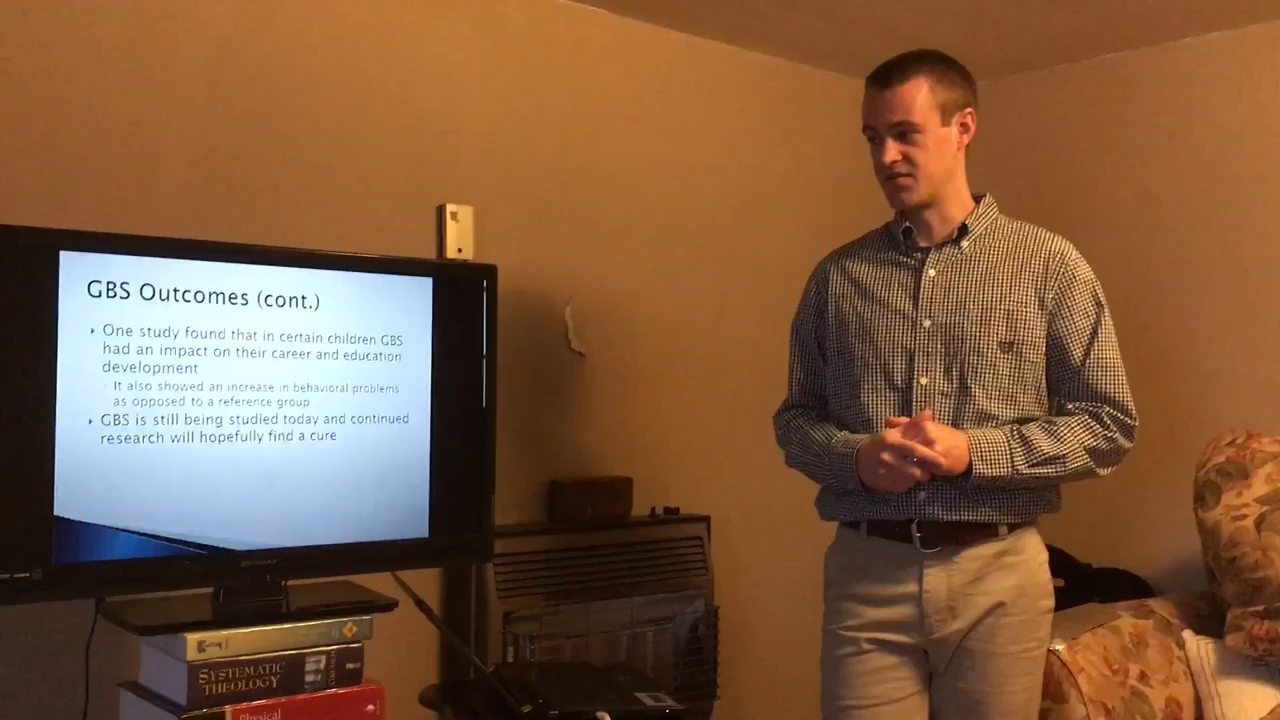 GBS Outcomes (cont.)
One study found that in certain children GBS
had an impact on their career and education
development
It also showed an increase in behavioral problems
as opposed to a reference group
GBS is still being studied today and continued
research will hopefully find a cure
SYSTEMATIC
THEOLOGY
GRUDEM
Physical